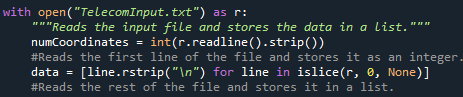 with open("TelecomInput.txt") as r:
    """Reads the input file and stores the data in a list."""
    numCoordinates = int(r.readline().strip())
    #Reads the first line of the file and stores it as an integer.
    data = [line.rstrip("\n") for line in islice(r, 0, None)]
    #Reads the rest of the file and stores it in a list.